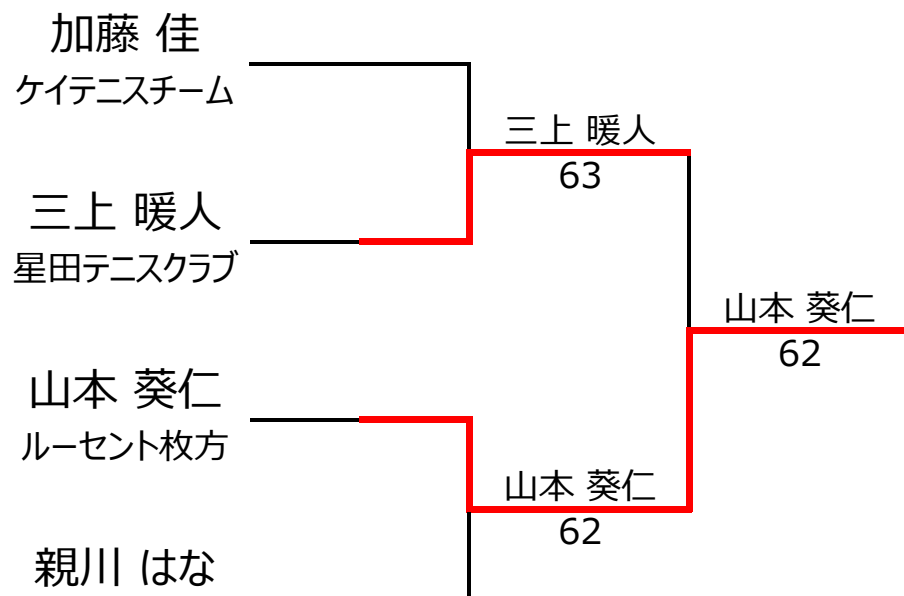 加藤 佳
ケイテニスチーム
三上 暖人
63
三上 暖人
星田テニスクラブ
山本 葵仁
62
山本 葵仁
ルーセント枚方
山本 葵仁
62
親川 はな